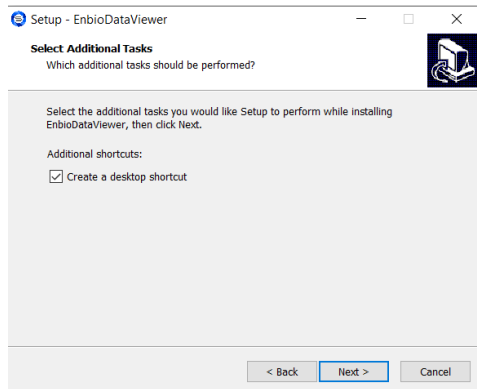 Setup - EnbioDataViewer
Select Additional Tasks
Which additional tasks should be performed?
Select the additional tasks you would like Setup to perform while installing
EnbioDataViewer, then click Next.
Additional shortcuts:
Create a desktop shortcut
< Back Next > Cancel